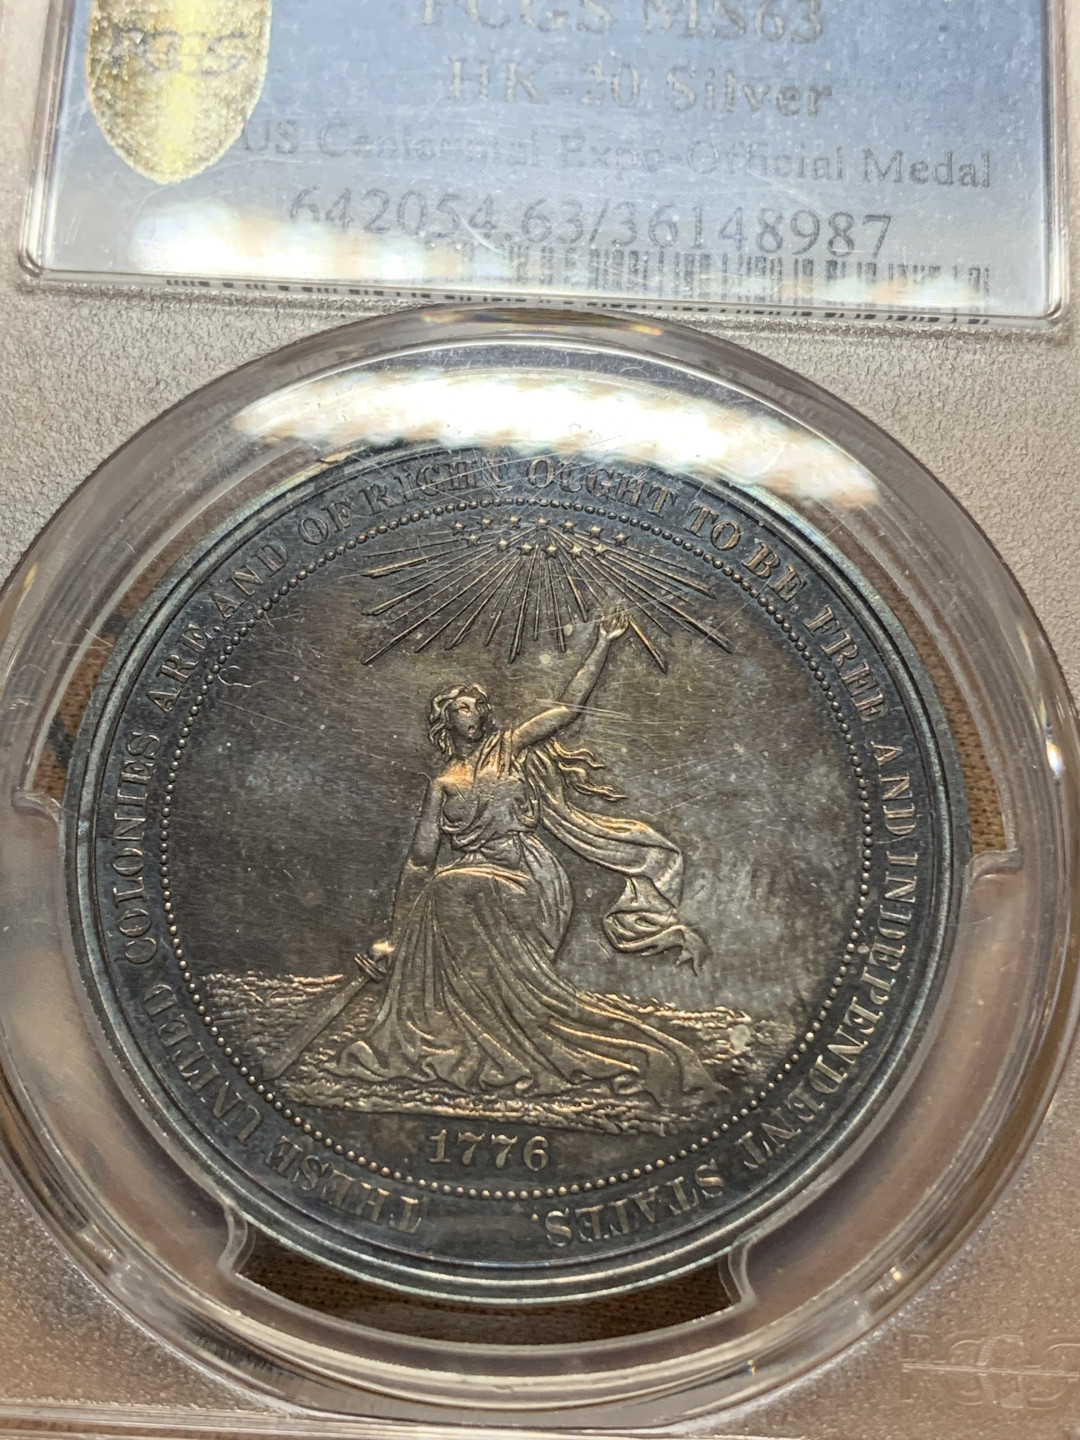 PCGS MS63
HK-20 Silver
US Centennial Expo-Official Medal
642054.63/36148987
THESE UNITED COLONIES ARE, AND OF RIGHT OUGHT TO BE, FREE AND INDEPENDENT STATES.
1776